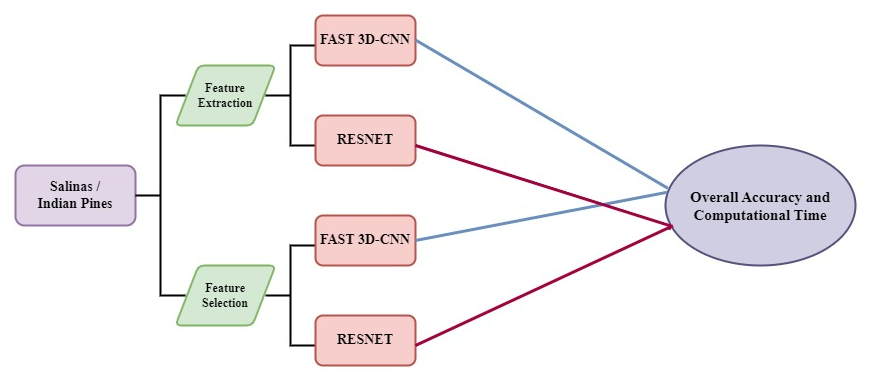 FAST 3D-CNN
Feature
Extraction
RESNET
Salinas /
Indian Pines
Overall Accuracy and
Computational Time
FAST 3D-CNN
Feature
Selection
RESNET